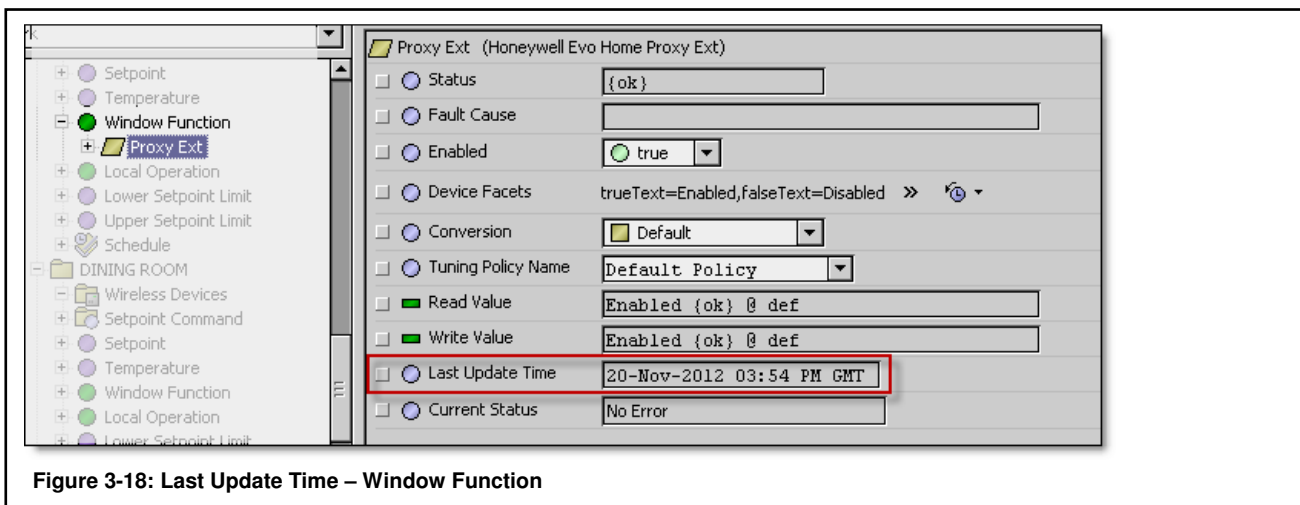 Setpoint
Temperature
Window Function
Proxy Ext
Local Operation
Lower Setpoint Limit
Upper Setpoint Limit
Schedule
DINING ROOM
Wireless Devices
Setpoint Command
Setpoint
Temperature
Window Function
Local Operation
Lower Setpoint Limit
Proxy Ext (Honeywell Evo Home Proxy Ext)
Status {ok}
Fault Cause
Enabled true
Device Facets trueText=Enabled,falseText=Disabled »
Conversion Default
Tuning Policy Name Default Policy
Read Value Enabled {ok} @ def
Write Value Enabled {ok} @ def
Last Update Time 20-Nov-2012 03:54 PM GMT
Current Status No Error
Figure 3-18: Last Update Time – Window Function